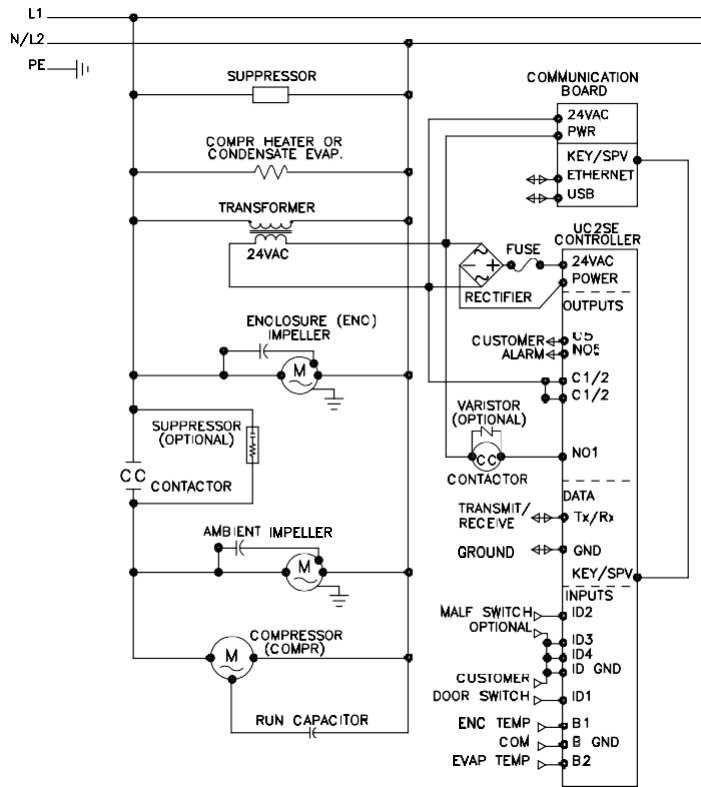 L1
N/L2
PE
SUPPRESSOR
COMPR HEATER OR
CONDENSATE EVAP.
TRANSFORMER
24VAC
ENCLOSURE (ENC)
IMPELLER
M
SUPPRESSOR
(OPTIONAL)
CC
CONTACTOR
AMBIENT IMPELLER
M
COMPRESSOR
(COMPR)
M
RUN CAPACITOR
COMMUNICATION
BOARD
24VAC
PWR
KEY/SPV
ETHERNET
USB
UC2SE
CONTROLLER
FUSE
24VAC
POWER
RECTIFIER
OUTPUTS
CUSTOMER
ALARM
NO5
C1/2
C1/2
VARISTOR
(OPTIONAL)
CC
CONTACTOR
NO1
DATA
TRANSMIT/
RECEIVE
Tx/Rx
GROUND
GND
KEY/SPV
INPUTS
MALF SWITCH
ID2
OPTIONAL
ID3
ID4
ID GND
CUSTOMER
DOOR SWITCH
ID1
ENC TEMP
B1
COM
B GND
EVAP TEMP
B2